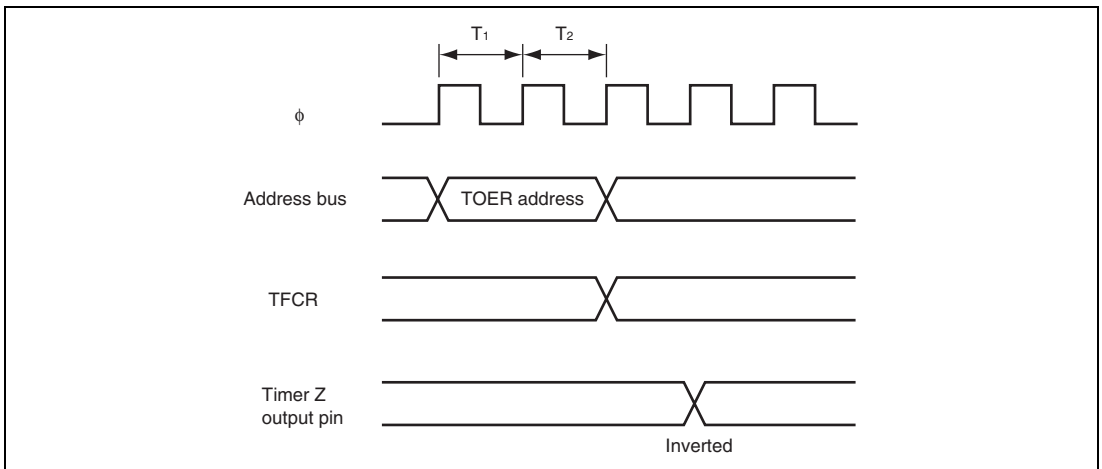 T1 T2
φ
Address bus TOER address
TFCR
Timer Z
output pin
Inverted